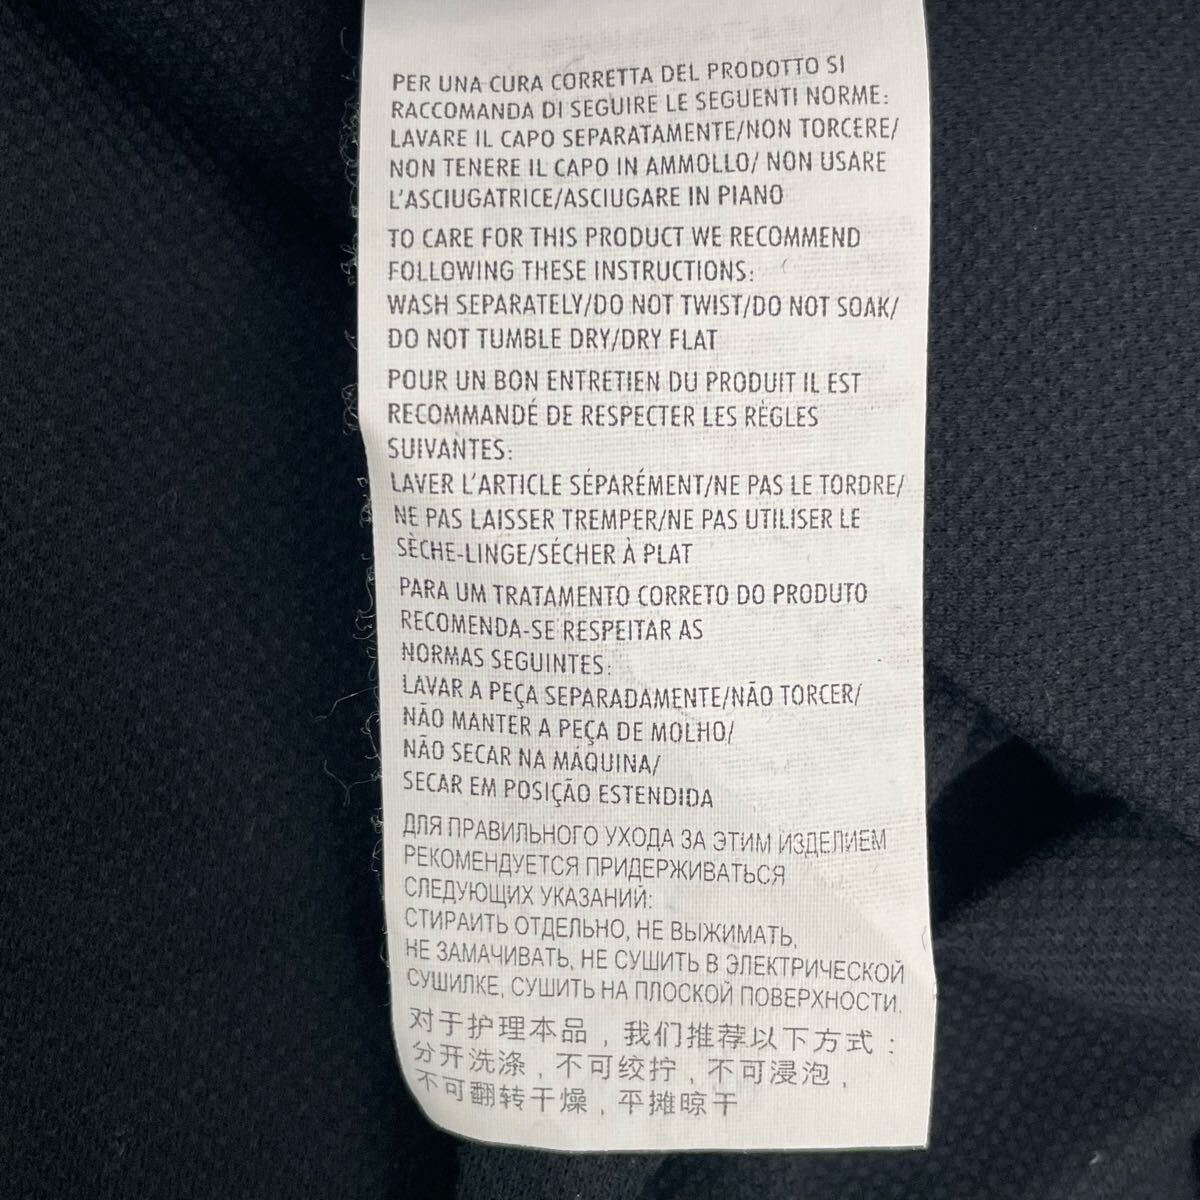 PER UNA CURA CORRETTA DEL PRODOTTO SI
RACCOMANDA DI SEGUIRE LE SEGUENTI NORME:
LAVARE IL CAPO SEPARATAMENTE/NON TORCERE/
NON TENERE IL CAPO IN AMMOLLO/ NON USARE
L'ASCIUGATRICE/ASCIUGARE IN PIANO
TO CARE FOR THIS PRODUCT WE RECOMMEND
FOLLOWING THESE INSTRUCTIONS:
WASH SEPARATELY/DO NOT TWIST/DO NOT SOAK/
DO NOT TUMBLE DRY/DRY FLAT
POUR UN BON ENTRETIEN DU PRODUIT IL EST
RECOMMANDÉ DE RESPECTER LES RÈGLES
SUIVANTES:
LAVER L'ARTICLE SÉPARÉMENT/NE PAS LE TORDRE/
NE PAS LAISSER TREMPER/NE PAS UTILISER LE
SÈCHE-LINGE/SÉCHER À PLAT
PARA UM TRATAMENTO CORRETO DO PRODUTO
RECOMENDA-SE RESPEITAR AS
NORMAS SEGUINTES:
LAVAR A PEÇA SEPARADAMENTE/NÃO TORCER/
NÃO MANTER A PEÇA DE MOLHO/
NÃO SECAR NA MÁQUINA/
SECAR EM POSIÇÃO ESTENDIDA
ДЛЯ ПРАВИЛЬНОГО УХОДА ЗА ЭТИМ ИЗДЕЛИЕМ
РЕКОМЕНДУЕТСЯ ПРИДЕРЖИВАТЬСЯ
СЛЕДУЮЩИХ УКАЗАНИЙ:
СТИРАИТЬ ОТДЕЛЬНО, НЕ ВЫЖИМАТЬ,
НЕ ЗАМАЧИВАТЬ, НЕ СУШИТЬ В ЭЛЕКТРИЧЕСКОЙ
СУШИЛКЕ, СУШИТЬ НА ПЛОСКОЙ ПОВЕРХНОСТИ.
对于护理本品，我们推荐以下方式：
分开洗涤，不可绞拧，不可浸泡，
不可翻转干燥，平摊晾干